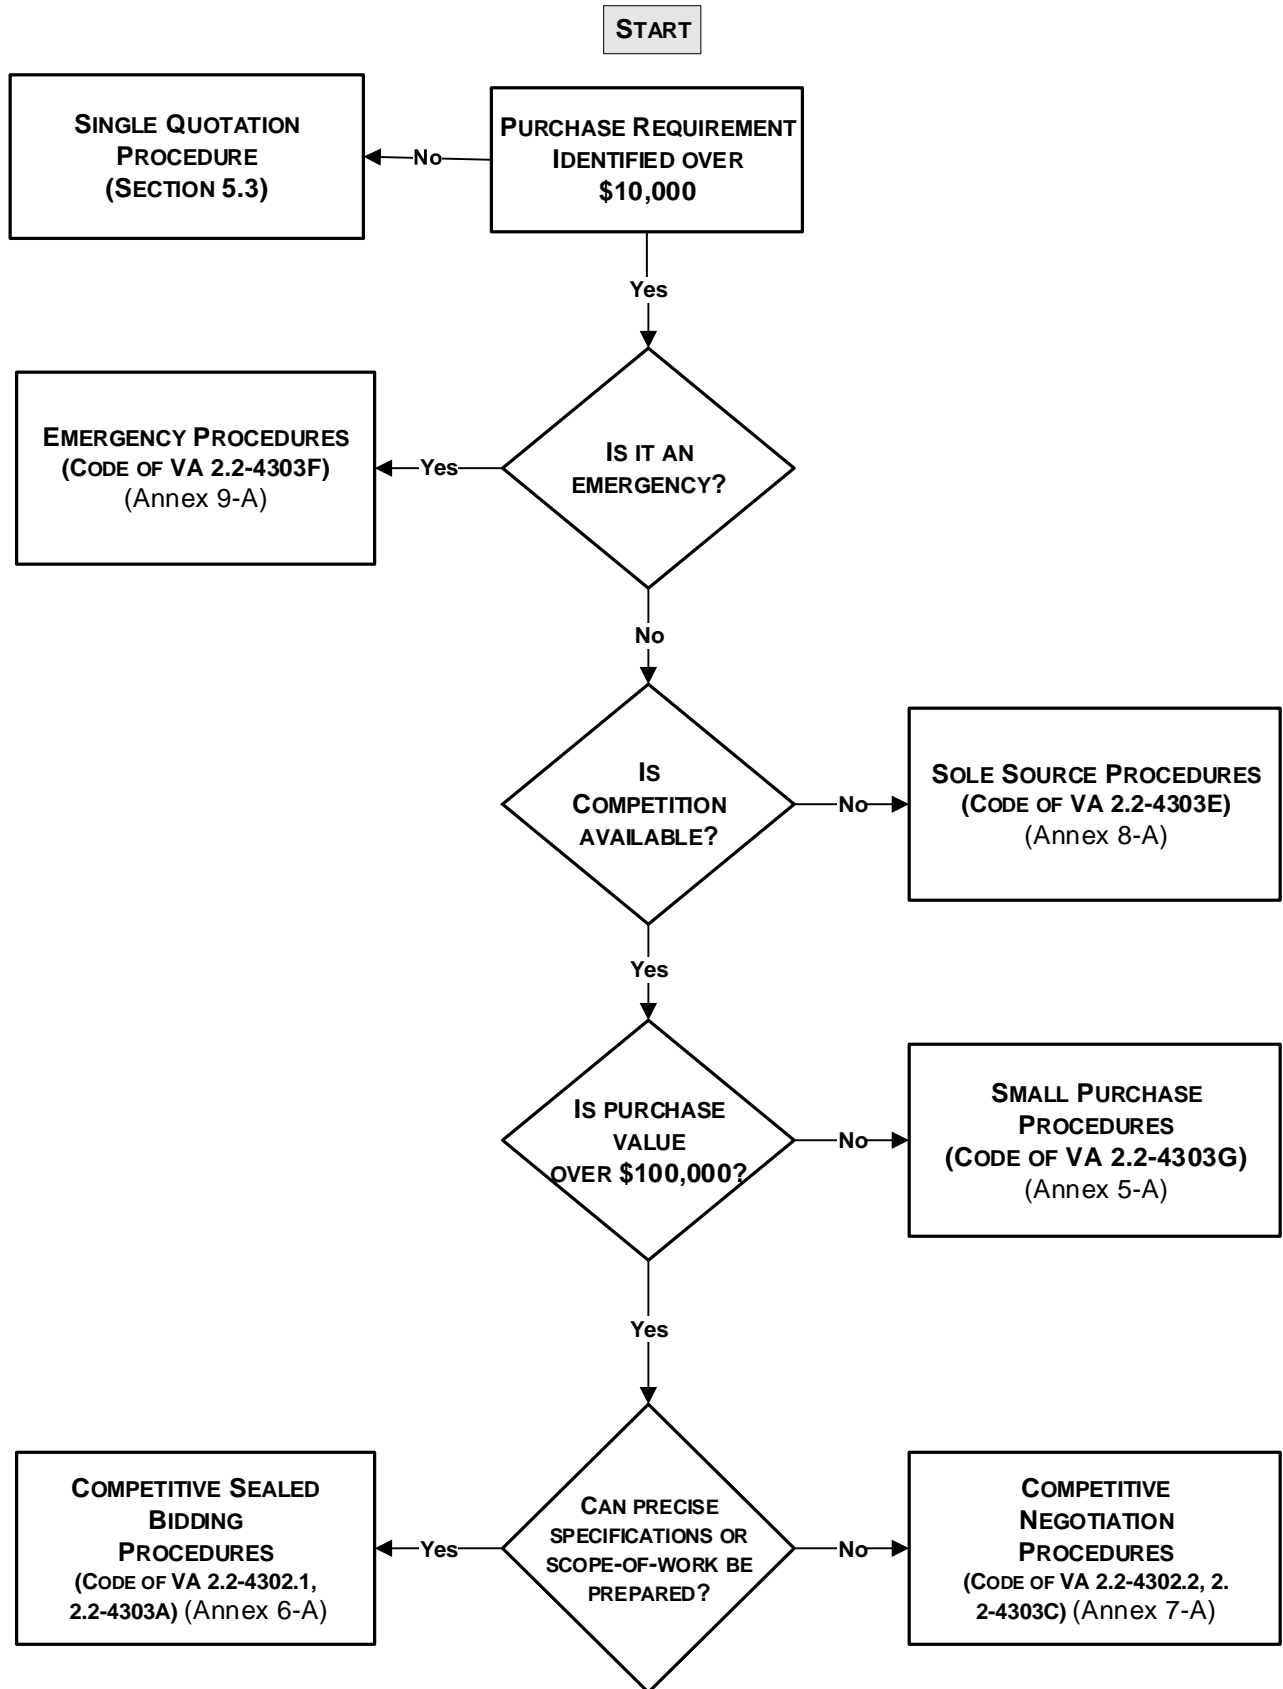 START
SINGLE QUOTATION
PROCEDURE
(SECTION 5.3)
No
PURCHASE REQUIREMENT
IDENTIFIED OVER
$10,000
Yes
EMERGENCY PROCEDURES
(CODE OF VA 2.2-4303F)
(Annex 9-A)
Yes
IS IT AN
EMERGENCY?
No
IS
COMPETITION
AVAILABLE?
No
SOLE SOURCE PROCEDURES
(CODE OF VA 2.2-4303E)
(Annex 8-A)
Yes
IS PURCHASE
VALUE
OVER $100,000?
No
SMALL PURCHASE
PROCEDURES
(CODE OF VA 2.2-4303G)
(Annex 5-A)
Yes
COMPETITIVE SEALED
BIDDING
PROCEDURES
(CODE OF VA 2.2-4302.1,
2.2-4303A) (Annex 6-A)
Yes
CAN PRECISE
SPECIFICATIONS OR
SCOPE-OF-WORK BE
PREPARED?
No
COMPETITIVE
NEGOTIATION
PROCEDURES
(CODE OF VA 2.2-4302.2, 2.
2-4303C) (Annex 7-A)